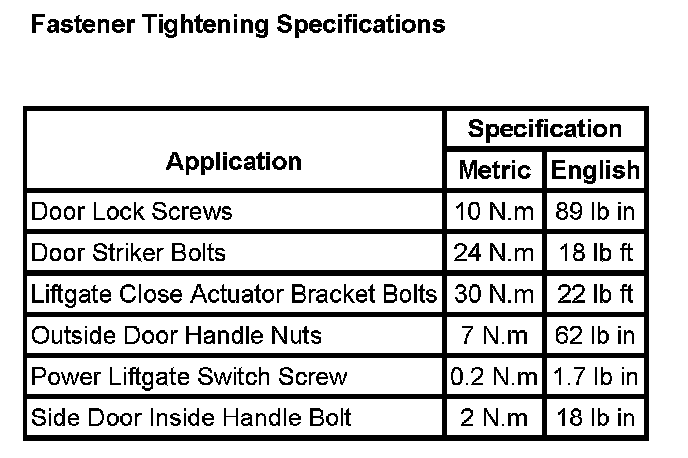 Fastener Tightening Specifications
Specification
Application
Metric English
Door Lock Screws 10 N.m 89 lb in
Door Striker Bolts 24 N.m 18 lb ft
Liftgate Close Actuator Bracket Bolts 30 N.m 22 lb ft
Outside Door Handle Nuts 7 N.m 62 lb in
Power Liftgate Switch Screw 0.2 N.m 1.7 lb in
Side Door Inside Handle Bolt 2 N.m 18 lb in